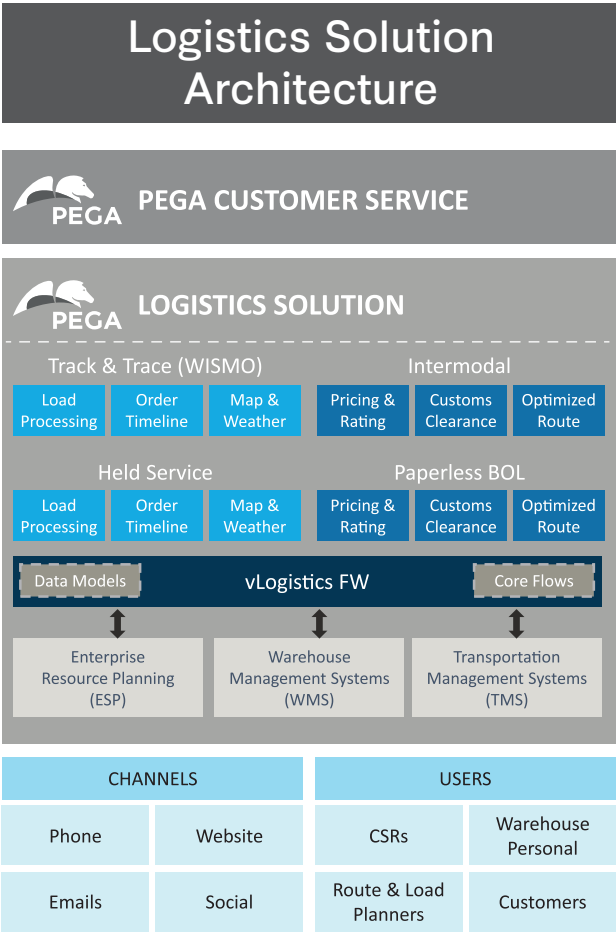 Logistics Solution
Architecture
PEGA
PEGA CUSTOMER SERVICE
PEGA
LOGISTICS SOLUTION
Track & Trace (WISMO)
Intermodal
Load
Processing
Order
Timeline
Map &
Weather
Pricing &
Rating
Customs
Clearance
Optimized
Route
Held Service
Paperless BOL
Load
Processing
Order
Timeline
Map &
Weather
Pricing &
Rating
Customs
Clearance
Optimized
Route
Data Models
vLogistics FW
Core Flows
Enterprise
Resource Planning
(ESP)
Warehouse
Management Systems
(WMS)
Transportation
Management Systems
(TMS)
CHANNELS
USERS
Phone
Website
CSRs
Warehouse
Personal
Emails
Social
Route & Load
Planners
Customers